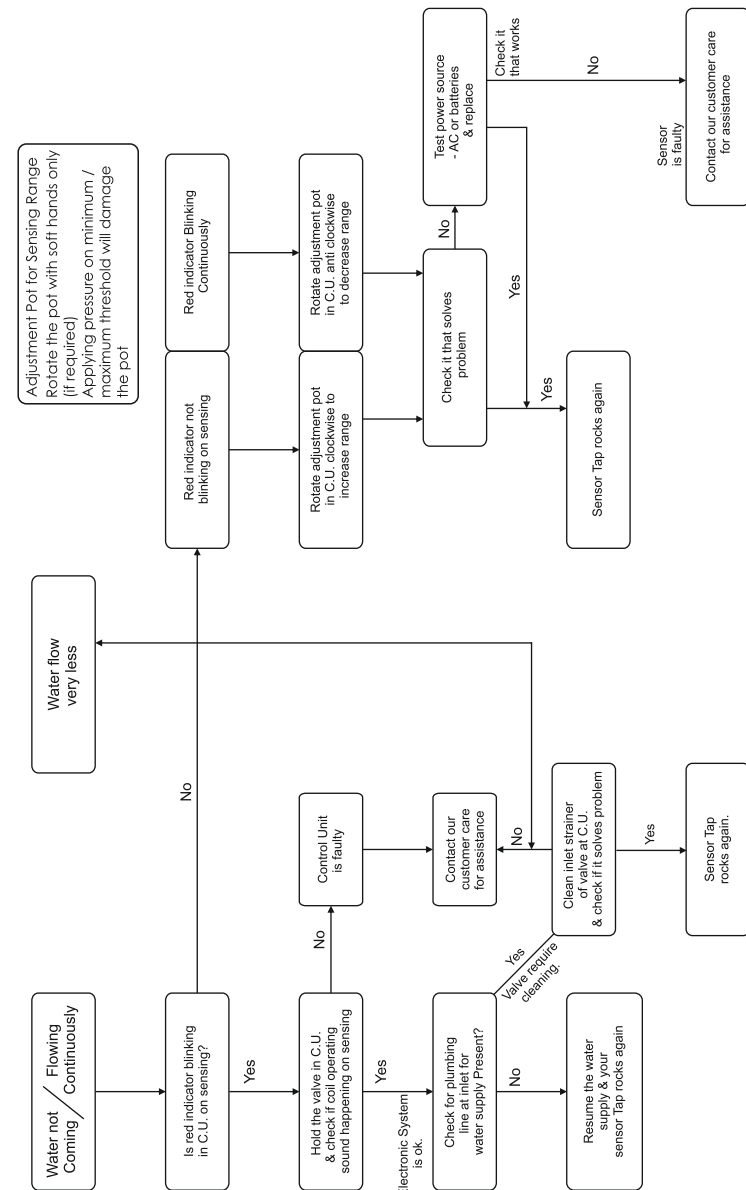 Water not / Flowing
Coming / Continuously
Is red indicator blinking
in C.U. on sensing?
Yes
No
Hold the valve in C.U.
& check if coil operating
sound happening on sensing
No
Control Unit
is faulty
Yes
Electronic System
is ok.
Check for plumbing
line at inlet for
water supply Present?
No
Resume the water
supply & your
sensor Tap rocks again
Yes
Valve require
cleaning.
Clean inlet strainer
of valve at C.U.
& check if it solves problem
No
Contact our
customer care
for assistance
Yes
Sensor Tap
rocks again.
Water flow
very less
Adjustment Pot for Sensing Range
Rotate the pot with soft hands only
(if required)
Applying pressure on minimum /
maximum threshold will damage
the pot
Red indicator not
blinking on sensing
Red indicator Blinking
Continuously
Rotate adjustment pot
in C.U. clockwise to
increase range
Rotate adjustment pot
in C.U. anti clockwise
to decrease range
Check it that solves
problem
Yes
Sensor Tap rocks again
No
Test power source
- AC or batteries
& replace
Yes
Check it
that works
No
Sensor
is faulty
Contact our customer care
for assistance